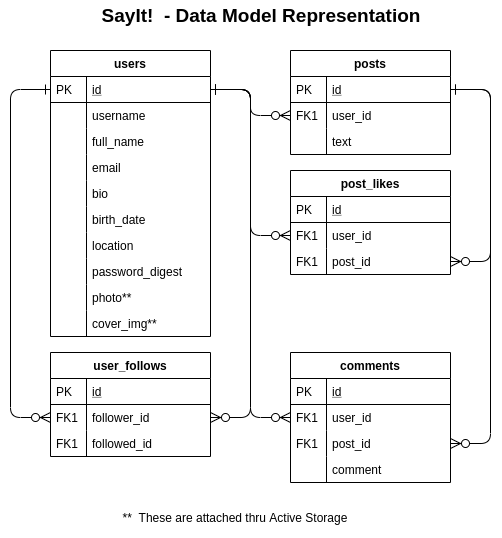 SayIt!  - Data Model Representation
users
PK id
username
full_name
email
bio
birth_date
location
password_digest
photo**
cover_img**
user_follows
PK id
FK1 follower_id
FK1 followed_id
posts
PK id
FK1 user_id
text
post_likes
PK id
FK1 user_id
FK1 post_id
comments
PK id
FK1 user_id
FK1 post_id
comment
**  These are attached thru Active Storage